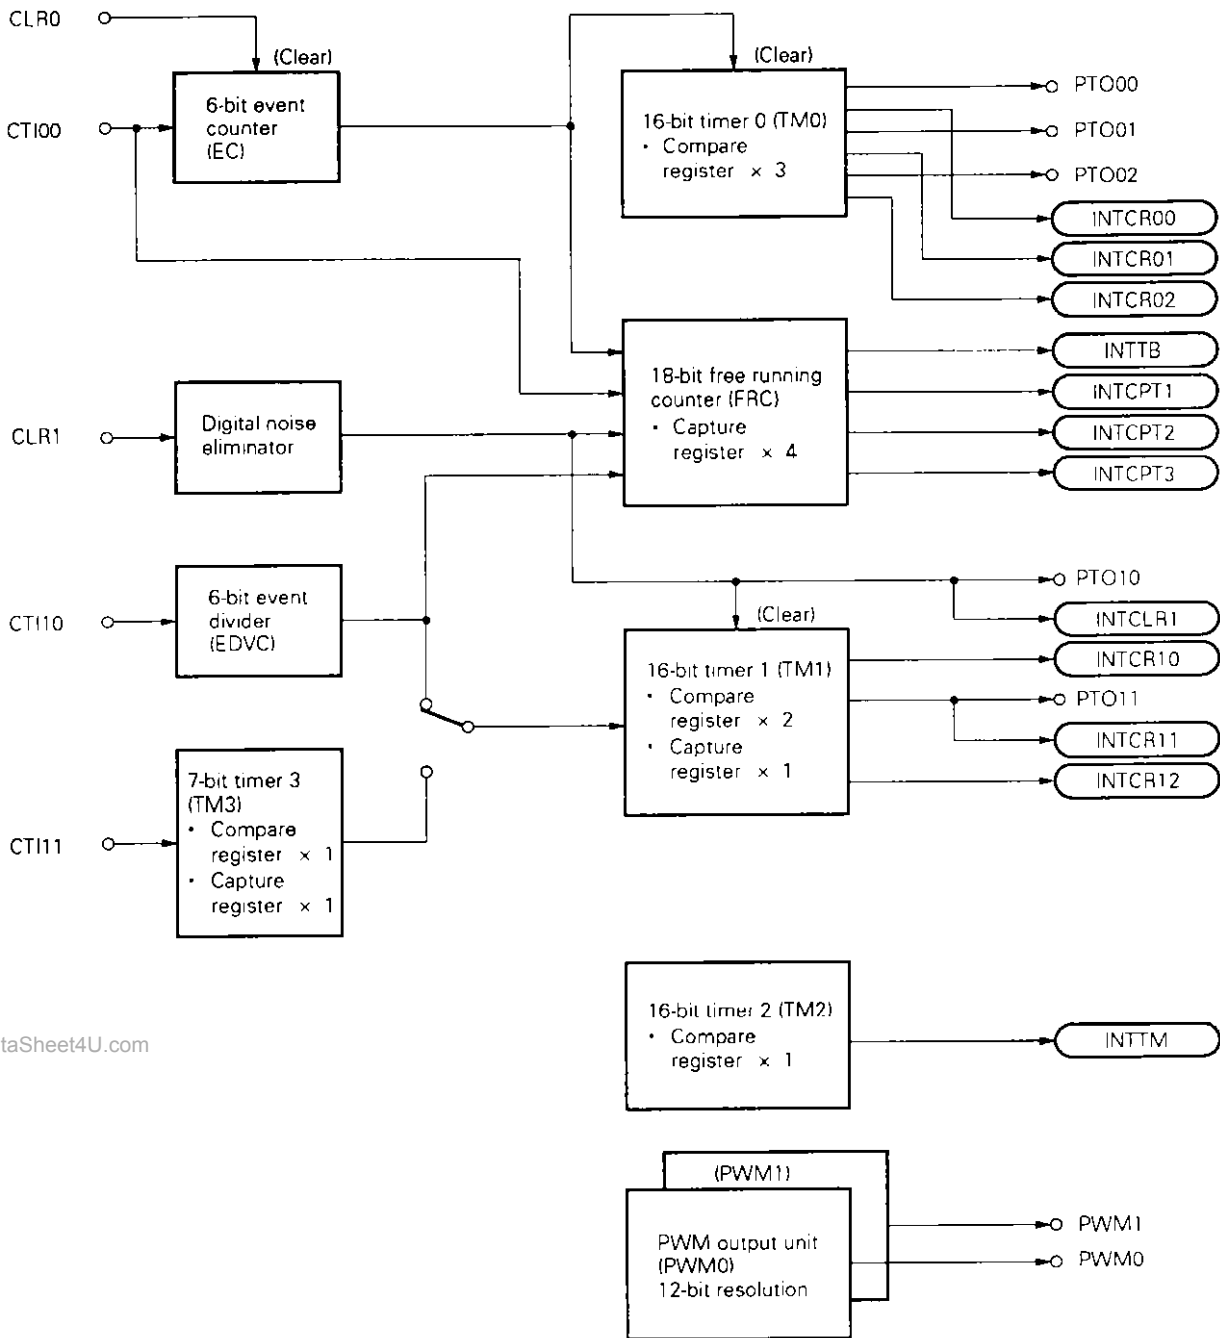 CLR0
(Clear)
6-bit event
counter
(EC)
CTI00
(Clear)
16-bit timer 0 (TM0)
• Compare
register × 3
PTO00
PTO01
PTO02
INTCR00
INTCR01
INTCR02
18-bit free running
counter (FRC)
• Capture
register × 4
INTTB
INTCPT1
INTCPT2
INTCPT3
CLR1
Digital noise
eliminator
CTI10
6-bit event
divider
(EDVC)
(Clear)
16-bit timer 1 (TM1)
• Compare
register × 2
• Capture
register × 1
PTO10
INTCLR1
INTCR10
PTO11
INTCR11
INTCR12
CTI11
7-bit timer 3
(TM3)
• Compare
register × 1
• Capture
register × 1
16-bit timer 2 (TM2)
• Compare
register × 1
INTTM
taSheet4U.com
(PWM1)
PWM output unit
(PWM0)
12-bit resolution
PWM1
PWM0